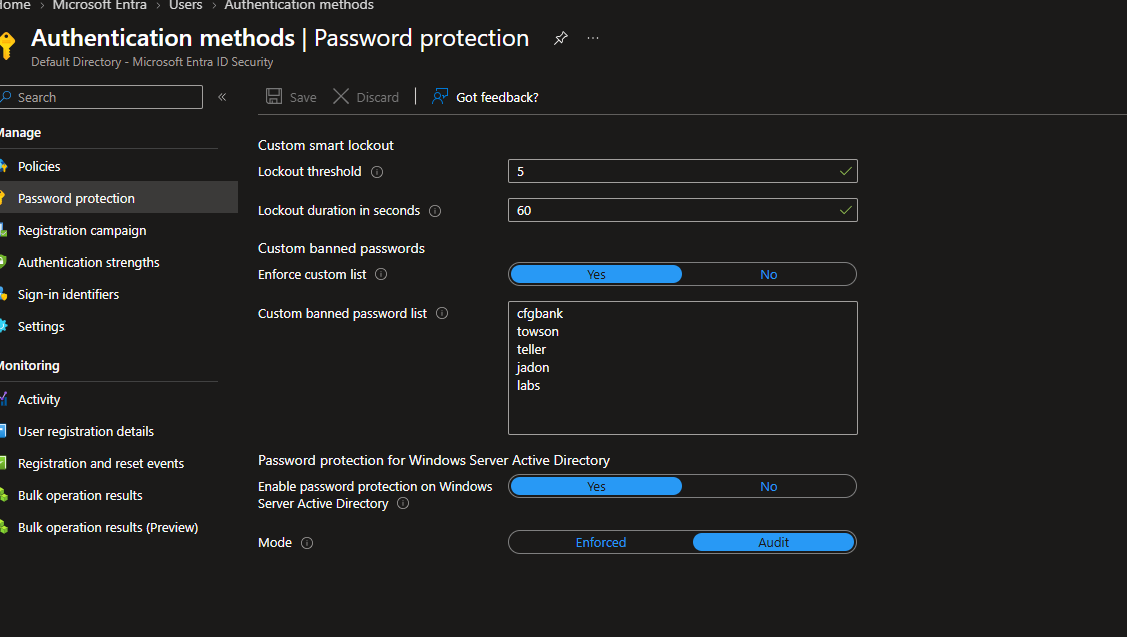 Home > Microsoft Entra > Users > Authentication methods
Authentication methods | Password protection
Default Directory - Microsoft Entra ID Security
Search
Save
Discard
Got feedback?
Manage
Policies
Password protection
Registration campaign
Authentication strengths
Sign-in identifiers
Settings
Monitoring
Activity
User registration details
Registration and reset events
Bulk operation results
Bulk operation results (Preview)
Custom smart lockout
Lockout threshold
5
Lockout duration in seconds
60
Custom banned passwords
Enforce custom list
Yes No
Custom banned password list
cfgbank
towson
teller
jadon
labs
Password protection for Windows Server Active Directory
Enable password protection on Windows
Server Active Directory
Yes No
Mode
Enforced Audit